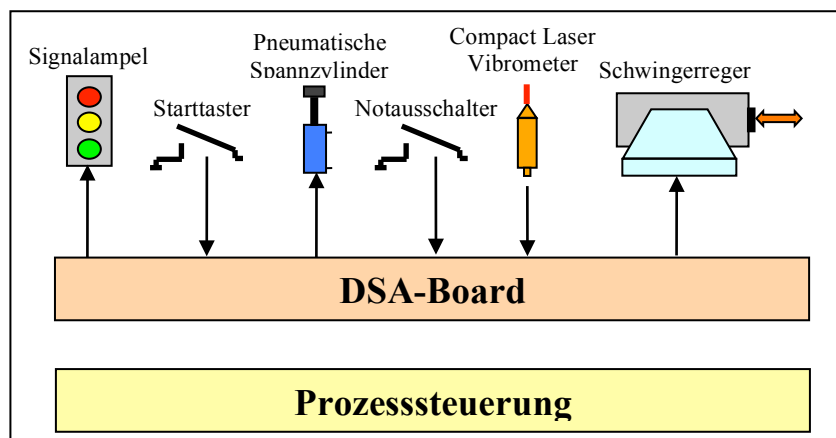 Signalampel
Starttaster
Pneumatische
Spannzylinder
Notausschalter
Compact Laser
Vibrometer
Schwingerreger
DSA-Board
Prozesssteuerung